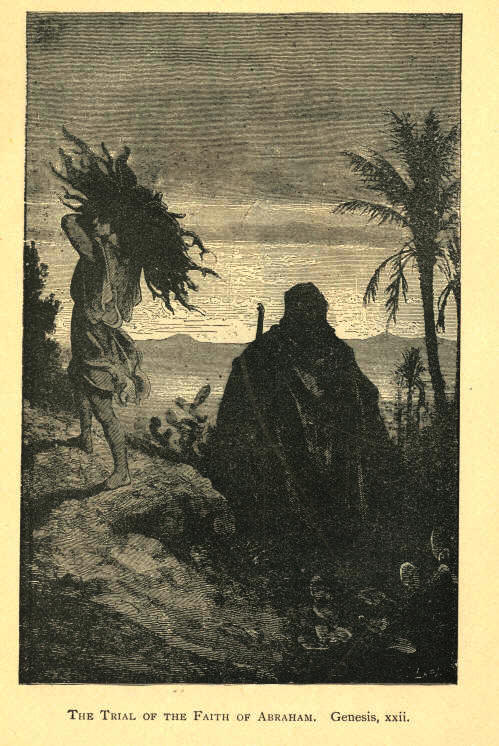 The Trial of the Faith of Abraham. Genesis, xxii.